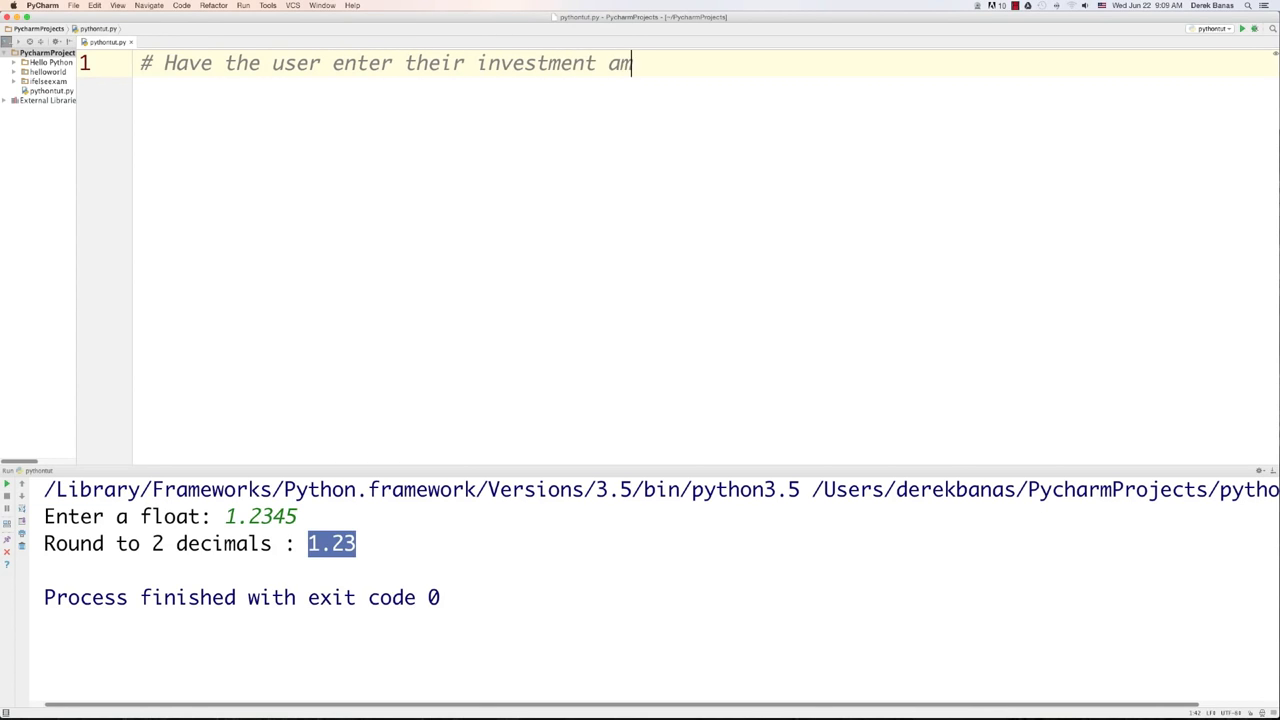 PyCharm File Edit View Navigate Code Refactor Run Tools VCS Window Help 10 Wed Jun 22 9:09 AM Derek Banas
pythontut.py - PycharmProjects - [~/PycharmProjects]
PycharmProjects pythontut.py pythontut
pythontut.py
PycharmProject
Hello Python
helloworld
ifelseexam
pythontut.py
External Librarie
1 # Have the user enter their investment am
Run pythontut
/Library/Frameworks/Python.framework/Versions/3.5/bin/python3.5 /Users/derekbanas/PycharmProjects/pytho
Enter a float: 1.2345
Round to 2 decimals : 1.23
Process finished with exit code 0
1:42 LF UTF-8